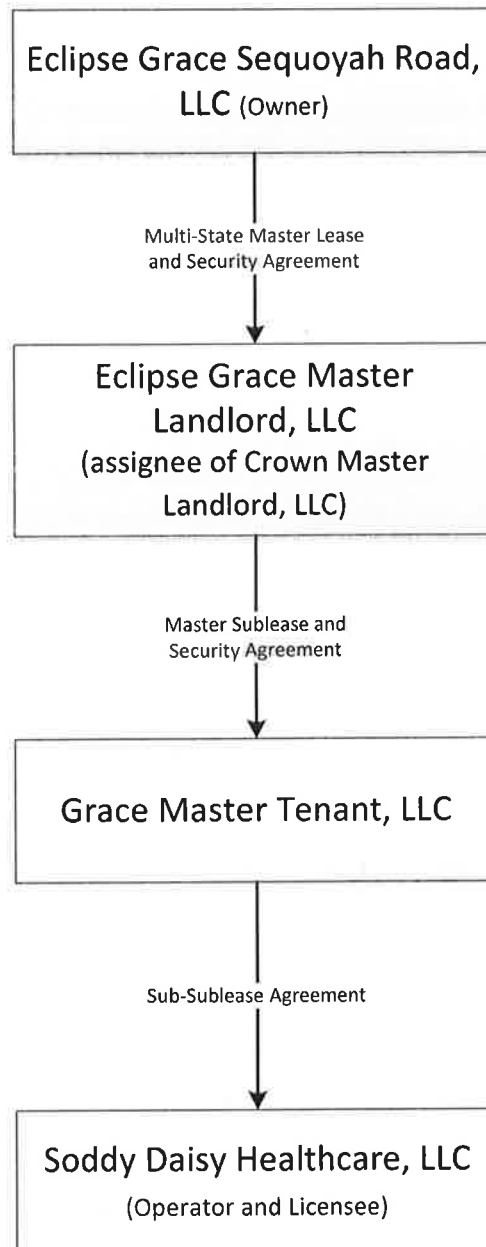 Eclipse Grace Sequoyah Road,
LLC (Owner)
Multi-State Master Lease
and Security Agreement
Eclipse Grace Master
Landlord, LLC
(assignee of Crown Master
Landlord, LLC)
Master Sublease and
Security Agreement
Grace Master Tenant, LLC
Sub-Sublease Agreement
Soddy Daisy Healthcare, LLC
(Operator and Licensee)